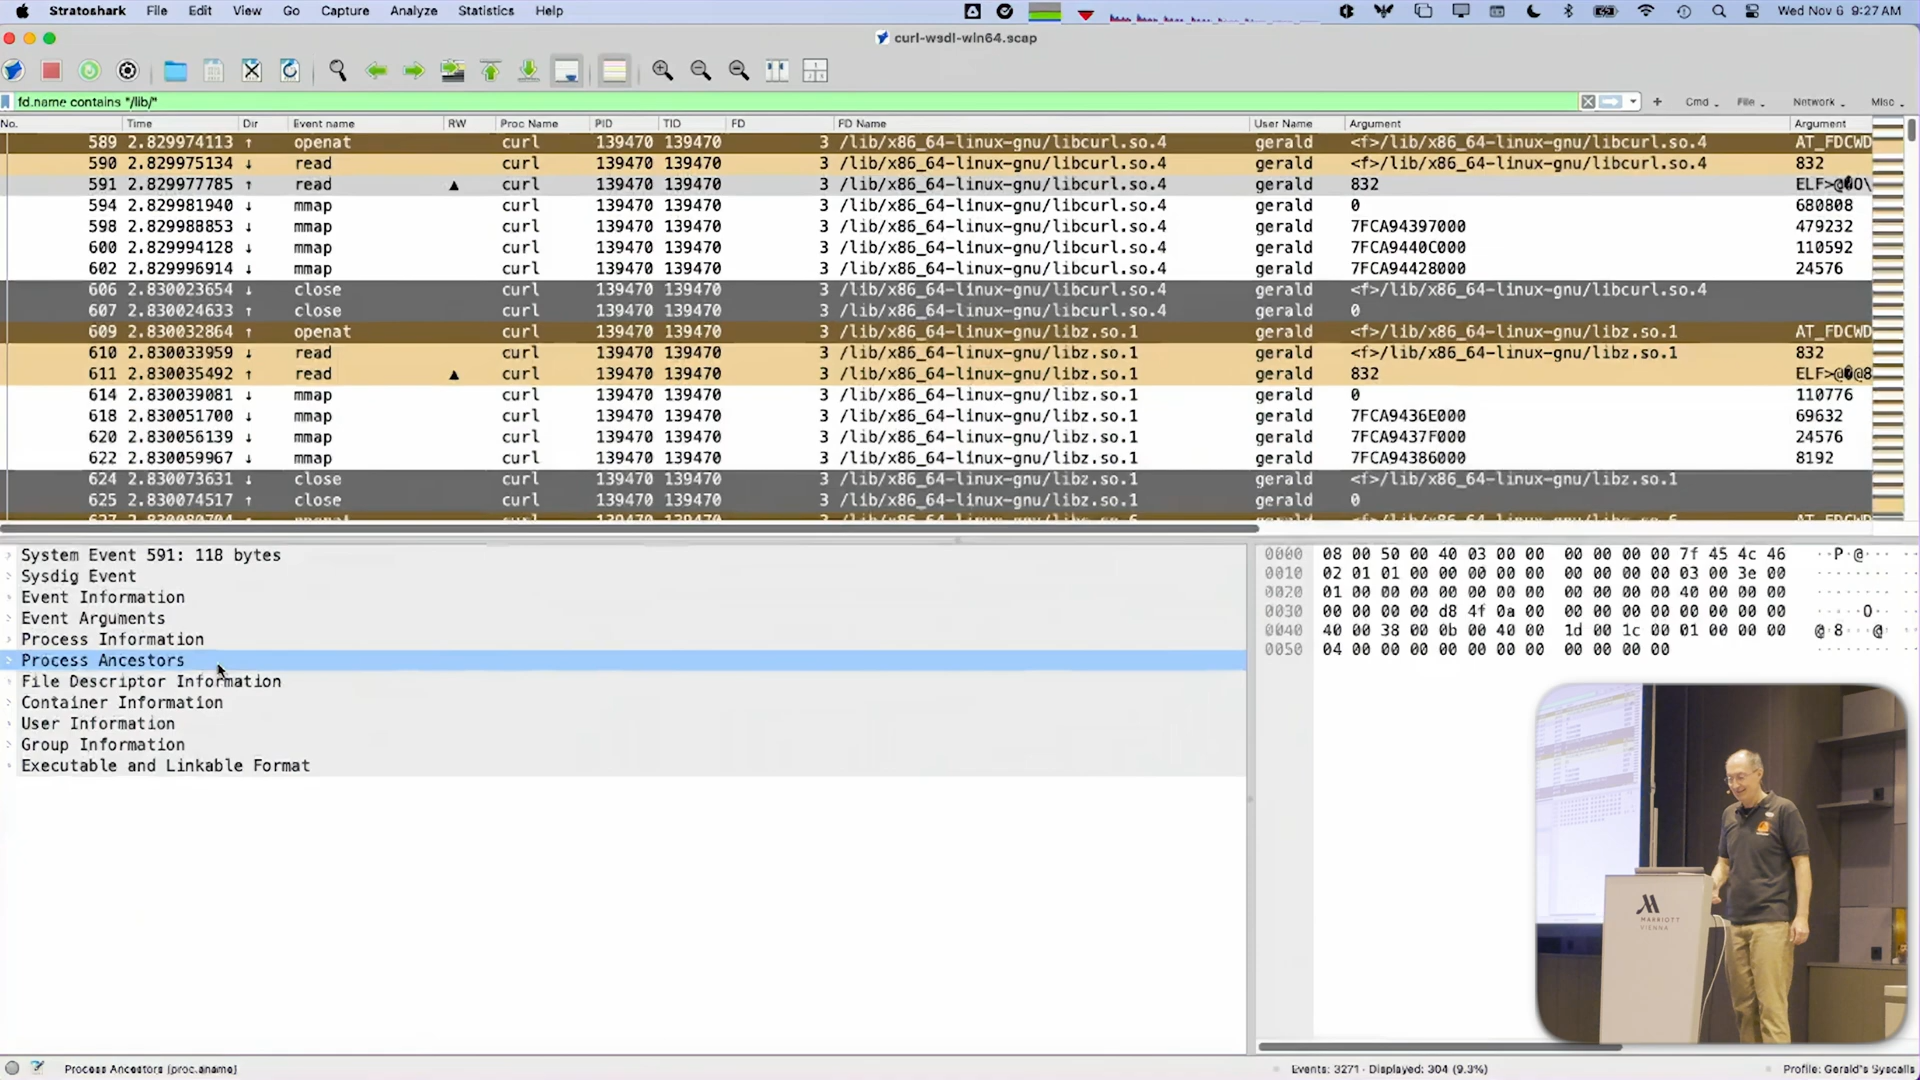 Stratoshark File Edit View Go Capture Analyze Statistics Help Wed Nov 6 9:27 AM
curl-wsdl-win64.scap
fd.name contains "/lib/" + Cmd File Network Misc
No. Time Dir Event name RW Proc Name PID TID FD FD Name User Name Argument Argument
589 2.829974113 ↑ openat curl 139470 139470 3 /lib/x86_64-linux-gnu/libcurl.so.4 gerald <f>/lib/x86_64-linux-gnu/libcurl.so.4 AT_FDCWD
590 2.829975134 ↓ read curl 139470 139470 3 /lib/x86_64-linux-gnu/libcurl.so.4 gerald <f>/lib/x86_64-linux-gnu/libcurl.so.4 832
591 2.829977785 ↑ read ▲ curl 139470 139470 3 /lib/x86_64-linux-gnu/libcurl.so.4 gerald 832
594 2.829981940 ↓ mmap curl 139470 139470 3 /lib/x86_64-linux-gnu/libcurl.so.4 gerald 0 680808
598 2.829988853 ↓ mmap curl 139470 139470 3 /lib/x86_64-linux-gnu/libcurl.so.4 gerald 7FCA94397000 479232
600 2.829994128 ↓ mmap curl 139470 139470 3 /lib/x86_64-linux-gnu/libcurl.so.4 gerald 7FCA9440C000 110592
602 2.829996914 ↓ mmap curl 139470 139470 3 /lib/x86_64-linux-gnu/libcurl.so.4 gerald 7FCA94428000 24576
606 2.830023654 ↓ close curl 139470 139470 3 /lib/x86_64-linux-gnu/libcurl.so.4 gerald <f>/lib/x86_64-linux-gnu/libcurl.so.4
607 2.830024633 ↑ close curl 139470 139470 3 /lib/x86_64-linux-gnu/libcurl.so.4 gerald 0
609 2.830032864 ↑ openat curl 139470 139470 3 /lib/x86_64-linux-gnu/libz.so.1 gerald <f>/lib/x86_64-linux-gnu/libz.so.1 AT_FDCWD
610 2.830033959 ↓ read curl 139470 139470 3 /lib/x86_64-linux-gnu/libz.so.1 gerald <f>/lib/x86_64-linux-gnu/libz.so.1 832
611 2.830035492 ↑ read ▲ curl 139470 139470 3 /lib/x86_64-linux-gnu/libz.so.1 gerald 832
614 2.830039081 ↓ mmap curl 139470 139470 3 /lib/x86_64-linux-gnu/libz.so.1 gerald 0 110776
618 2.830051700 ↓ mmap curl 139470 139470 3 /lib/x86_64-linux-gnu/libz.so.1 gerald 7FCA9436E000 69632
620 2.830056139 ↓ mmap curl 139470 139470 3 /lib/x86_64-linux-gnu/libz.so.1 gerald 7FCA9437F000 24576
622 2.830059967 ↓ mmap curl 139470 139470 3 /lib/x86_64-linux-gnu/libz.so.1 gerald 7FCA94386000 8192
624 2.830073631 ↓ close curl 139470 139470 3 /lib/x86_64-linux-gnu/libz.so.1 gerald <f>/lib/x86_64-linux-gnu/libz.so.1
625 2.830074517 ↑ close curl 139470 139470 3 /lib/x86_64-linux-gnu/libz.so.1 gerald 0
System Event 591: 118 bytes
Sysdig Event
Event Information
Event Arguments
Process Information
Process Ancestors
File Descriptor Information
Container Information
User Information
Group Information
Executable and Linkable Format
0000 08 00 50 00 40 03 00 00 00 00 00 00 7f 45 4c 46 ··P·@···
0010 02 01 01 00 00 00 00 00 00 00 00 00 03 00 3e 00
0020 01 00 00 00 00 00 00 00 00 00 00 00 40 00 00 00
0030 00 00 00 00 d8 4f 0a 00 00 00 00 00 00 00 00 00
0040 40 00 38 00 0b 00 40 00 1d 00 1c 00 01 00 00 00
0050 04 00 00 00 00 00 00 00 00 00 00 00
MARRIOTT
VIENNA
Process Ancestors (proc.aname) Events: 3271 · Displayed: 304 (9.3%) Profile: Gerald's Syscalls